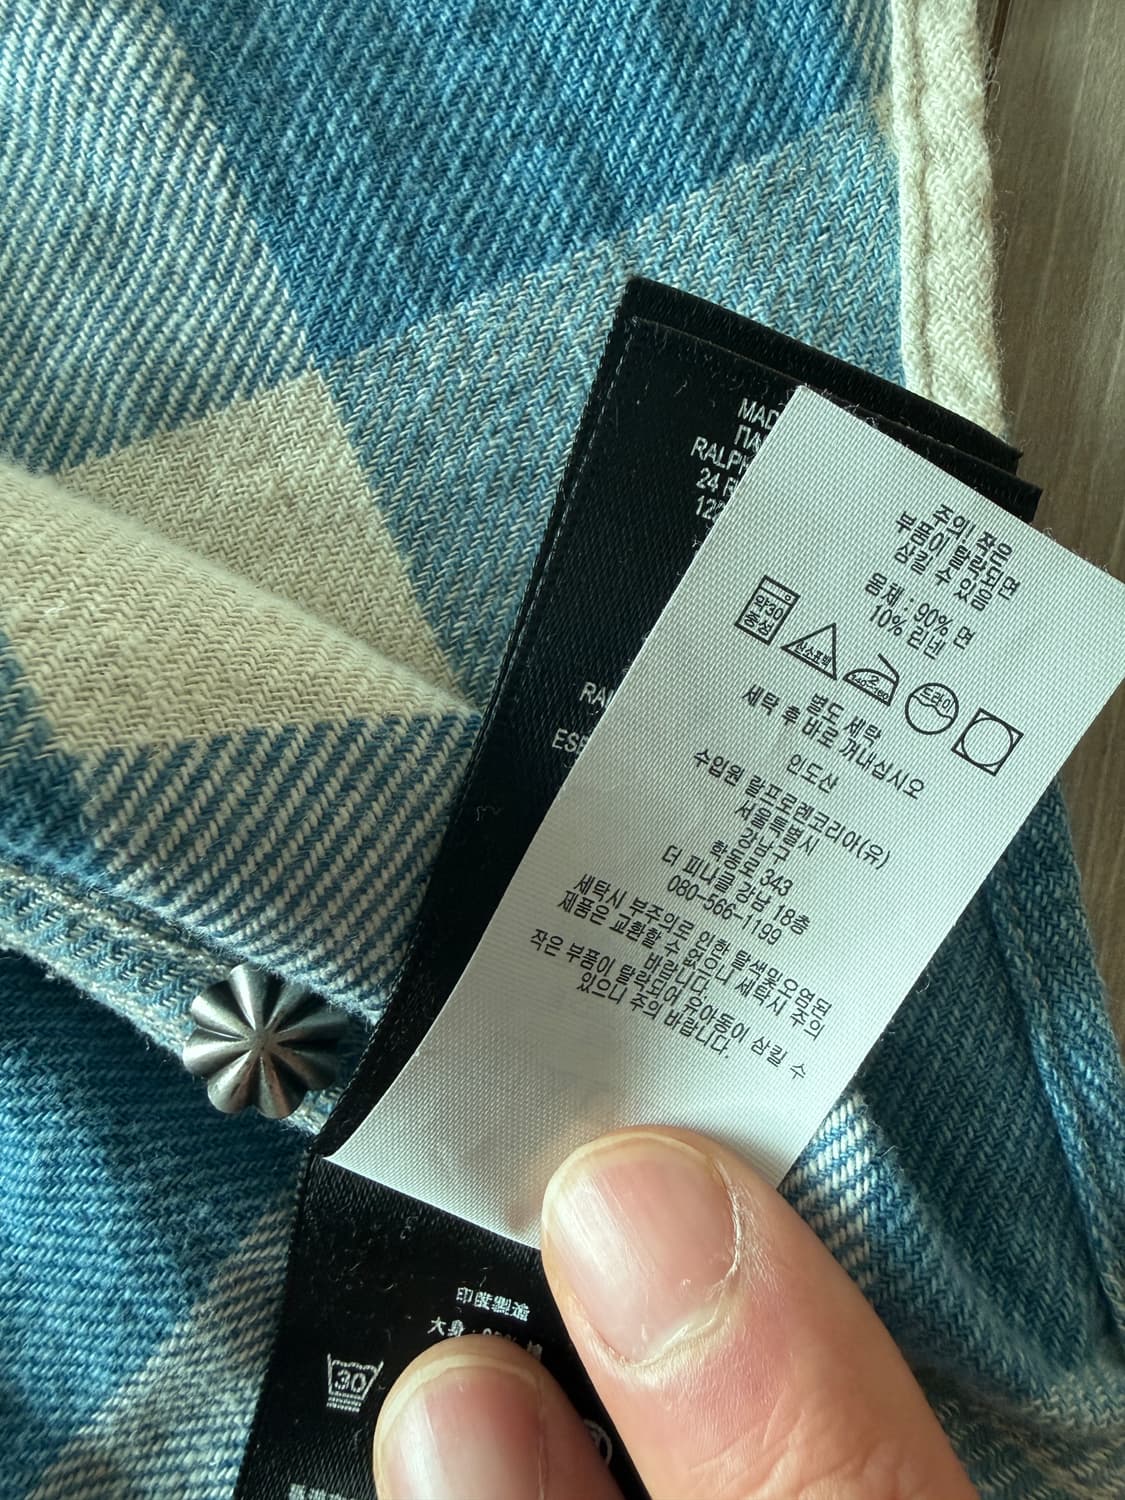 MAD
ПА
RALPH
24 R
122
RA
ESE
주의! 작은
부품이 탈락되면
삼킬 수 있음
몸체 : 90% 면
10% 린넨
약30
중성
산소표백
2
드라이
별도 세탁
세탁 후 바로 꺼내십시오
인도산
수입원 랄프로렌코리아(유)
서울특별시
강남구
학동로 343
더 피나클 강남 18층
080-566-1199
세탁시 부주의로 인한 탈색및오염된
제품은 교환할 수 없으니 세탁시 주의
바랍니다.
작은 부품이 탈락되어 유아동이 삼킬 수
있으니 주의 바랍니다.
印度製造
大身
30